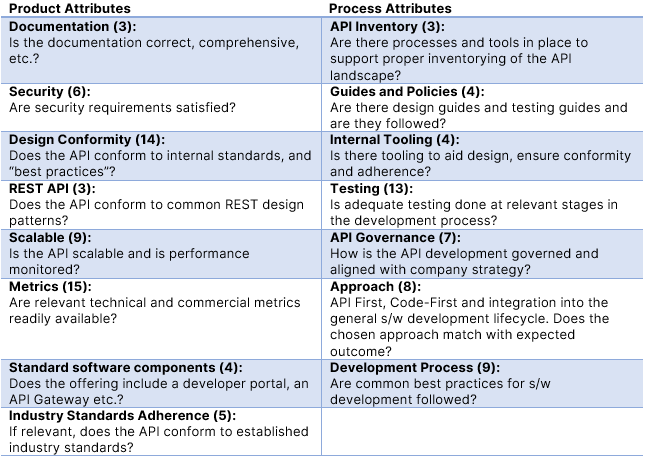 Product Attributes
Process Attributes
Documentation (3):
Is the documentation correct, comprehensive,
etc.?
API Inventory (3):
Are there processes and tools in place to
support proper inventorying of the API
landscape?
Security (6):
Are security requirements satisfied?
Guides and Policies (4):
Are there design guides and testing guides and
are they followed?
Design Conformity (14):
Does the API conform to internal standards, and
“best practices”?
Internal Tooling (4):
Is there tooling to aid design, ensure conformity
and adherence?
REST API (3):
Does the API conform to common REST design
patterns?
Testing (13):
Is adequate testing done at relevant stages in
the development process?
Scalable (9):
Is the API scalable and is performance
monitored?
API Governance (7):
How is the API development governed and
aligned with company strategy?
Metrics (15):
Are relevant technical and commercial metrics
readily available?
Approach (8):
API First, Code-First and integration into the
general s/w development lifecycle. Does the
chosen approach match with expected
outcome?
Standard software components (4):
Does the offering include a developer portal, an
API Gateway etc.?
Development Process (9):
Are common best practices for s/w
development followed?
Industry Standards Adherence (5):
If relevant, does the API conform to established
industry standards?